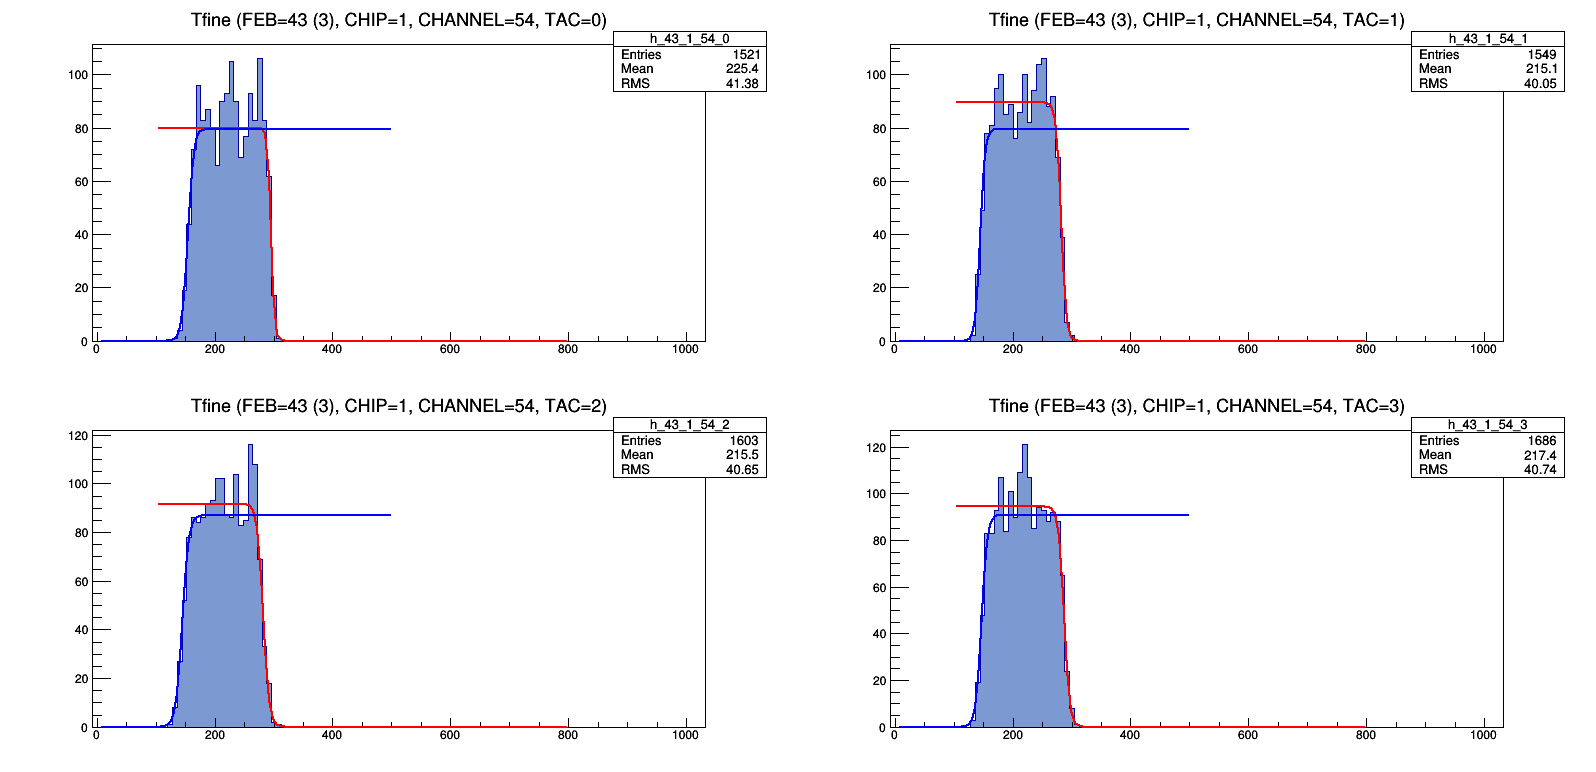 Tfine (FEB=43 (3), CHIP=1, CHANNEL=54, TAC=0)
h_43_1_54_0
Entries 1521
Mean 225.4
RMS 41.38
100
80
60
40
20
0
0 200 400 600 800 1000
Tfine (FEB=43 (3), CHIP=1, CHANNEL=54, TAC=1)
h_43_1_54_1
Entries 1549
Mean 215.1
RMS 40.05
100
80
60
40
20
0
0 200 400 600 800 1000
Tfine (FEB=43 (3), CHIP=1, CHANNEL=54, TAC=2)
h_43_1_54_2
Entries 1603
Mean 215.5
RMS 40.65
120
100
80
60
40
20
0
0 200 400 600 800 1000
Tfine (FEB=43 (3), CHIP=1, CHANNEL=54, TAC=3)
h_43_1_54_3
Entries 1686
Mean 217.4
RMS 40.74
120
100
80
60
40
20
0
0 200 400 600 800 1000